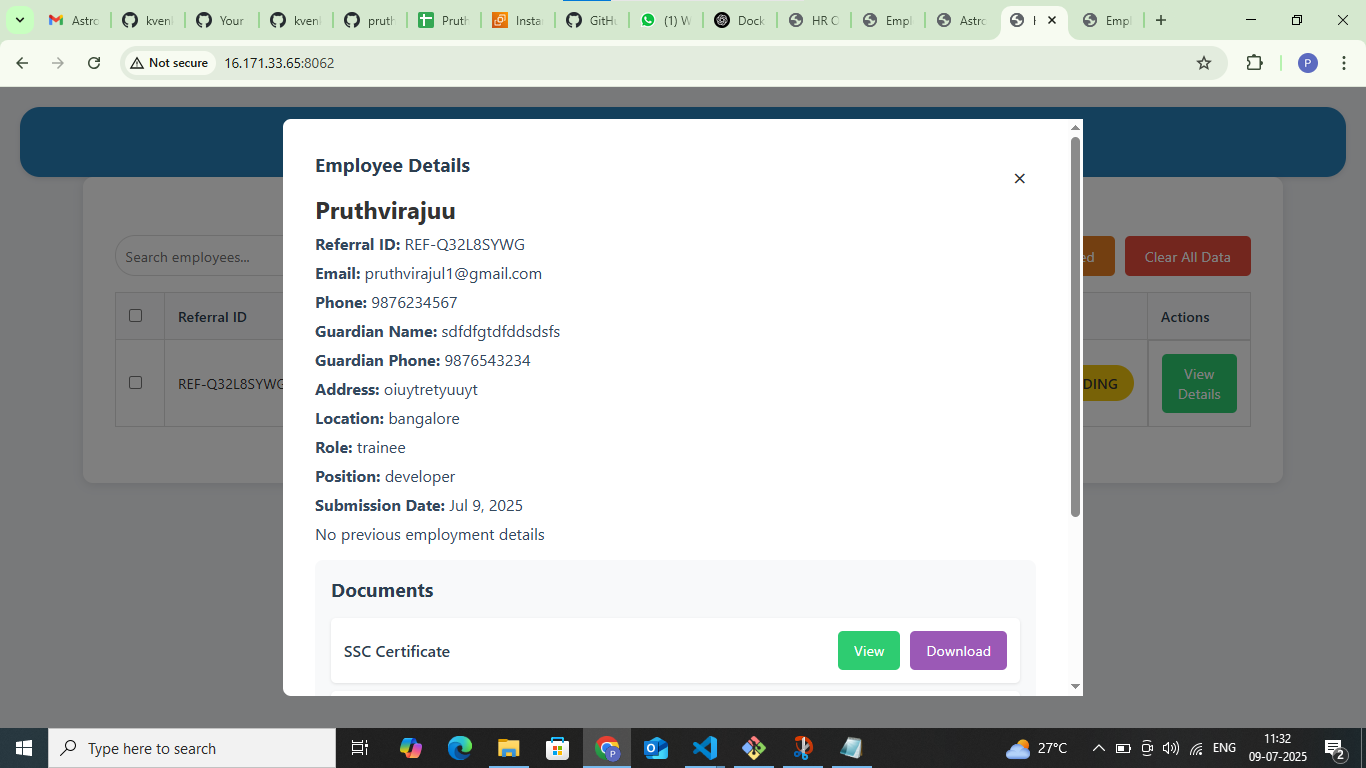 Astro
kvenl
Your
kvenl
pruth
Pruth
Insta
GitHu
(1) W
Dock
HR O
Empl
Astro
H
Empl
Not secure
16.171.33.65:8062
P
Employee Details
Pruthvirajuu
Referral ID: REF-Q32L8SYWG
Email: pruthvirajul1@gmail.com
Phone: 9876234567
Guardian Name: sdfdfgtdfddsdsfs
Guardian Phone: 9876543234
Address: oiuytretyuuyt
Location: bangalore
Role: trainee
Position: developer
Submission Date: Jul 9, 2025
No previous employment details
Documents
SSC Certificate View Download
Search employees... ed Clear All Data
Referral ID Actions
REF-Q32L8SYWG DING View
Details
Type here to search
27°C
ENG
11:32
09-07-2025
2